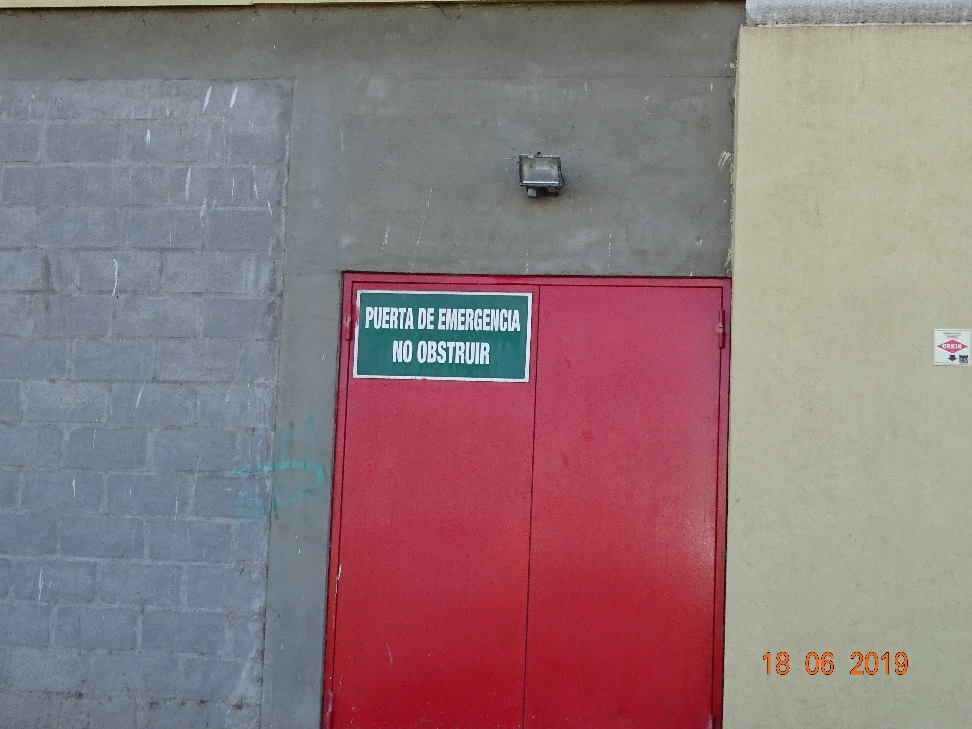 PUERTA DE EMERGENCIA
NO OBSTRUIR
ORKIN
18 06 2019